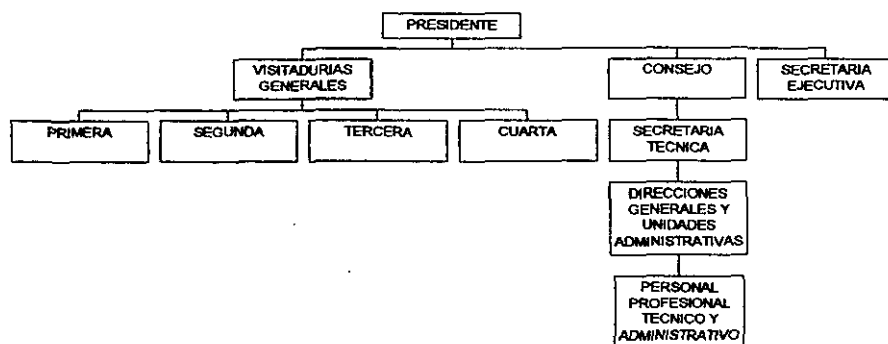 PRESIDENTE
VISITADURIAS
GENERALES
CONSEJO
SECRETARIA
EJECUTIVA
PRIMERA
SEGUNDA
TERCERA
CUARTA
SECRETARIA
TECNICA
DIRECCIONES
GENERALES Y
UNIDADES
ADMINISTRATIVAS
PERSONAL
PROFESIONAL
TECNICO Y
ADMINISTRATIVO